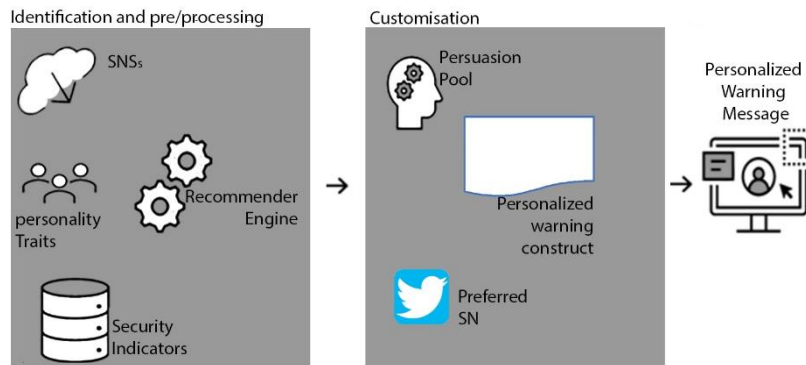 Identification and pre/processing
SNSs
personality
Traits
Recommender
Engine
Security
Indicators
Customisation
Persuasion
Pool
Personalized
warning
construct
Preferred
SN
Personalized
Warning
Message